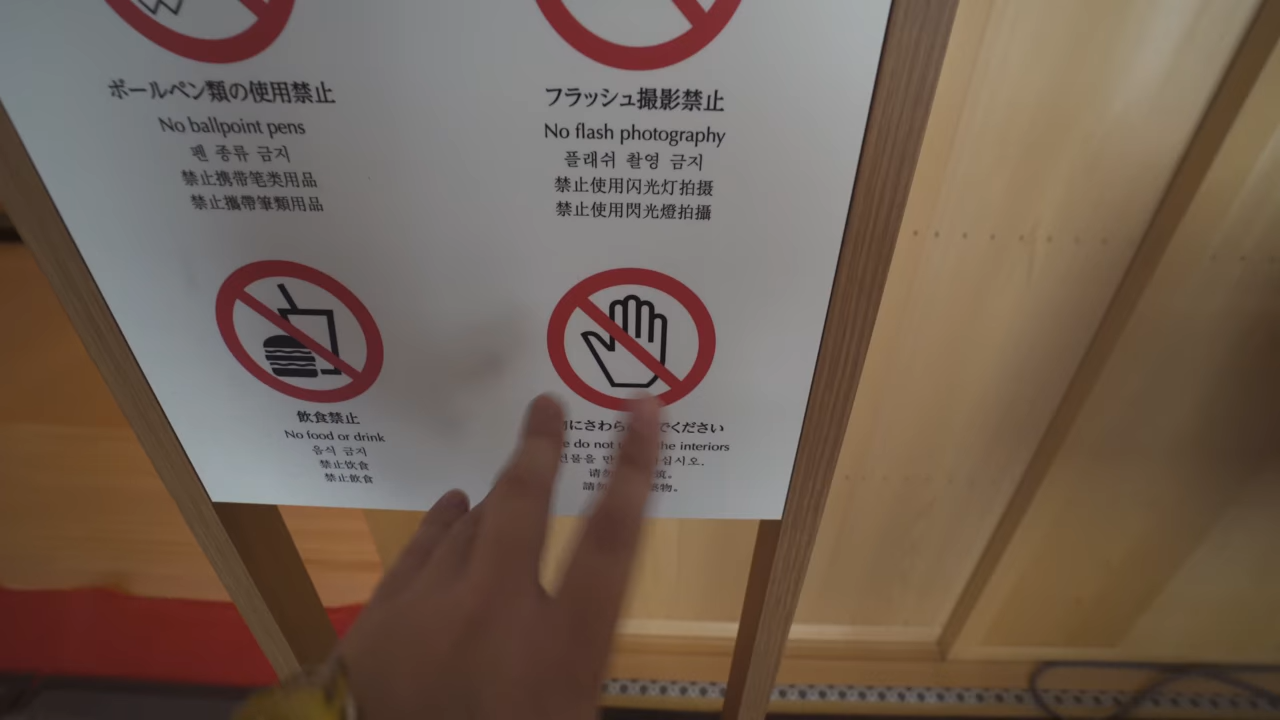 ボールペン類の使用禁止
No ballpoint pens
펜 종류 금지
禁止携带笔类用品
禁止攜帶筆類用品
フラッシュ撮影禁止
No flash photography
플래쉬 촬영 금지
禁止使用闪光灯拍摄
禁止使用閃光燈拍攝
飲食禁止
No food or drink
음식 금지
禁止饮食
禁止飲食
にさわら でください
do not the interiors
건물을 만 십시오.
请勿 筑。
請勿 築物。